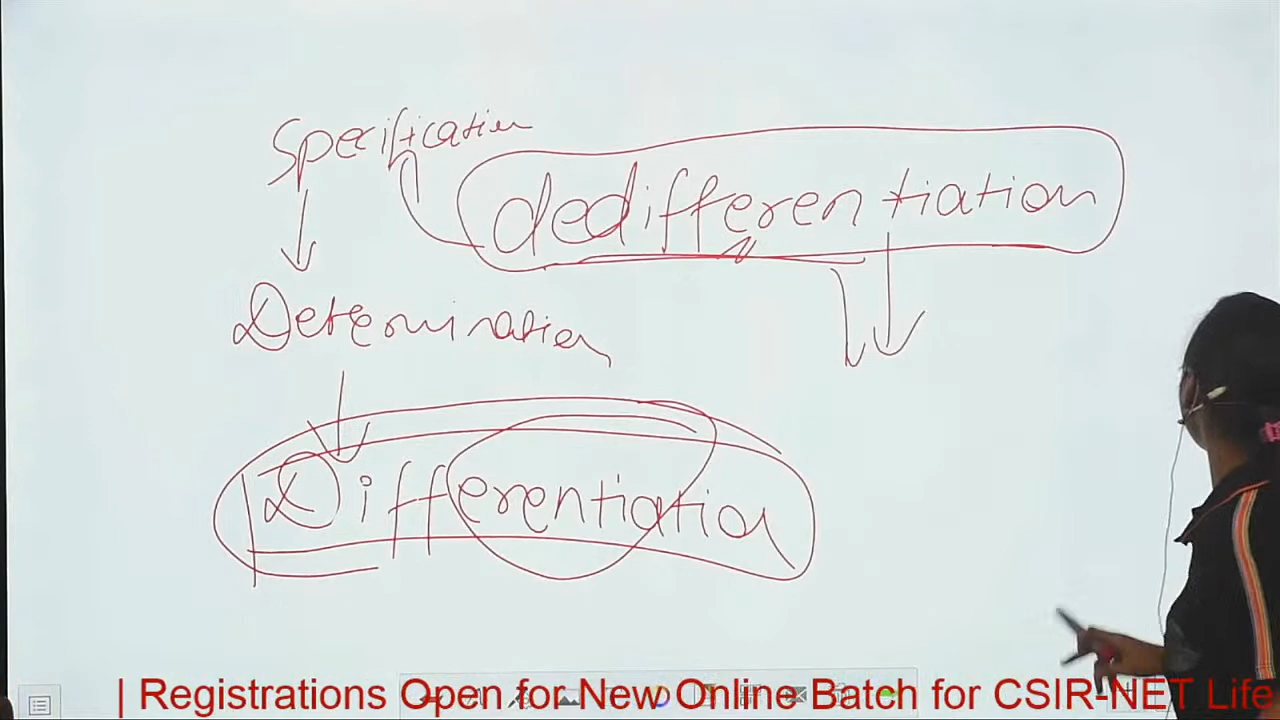 Specification
dedifferentiation
Determination
Differentiation
| Registrations Open for New Online Batch for CSIR-NET Life